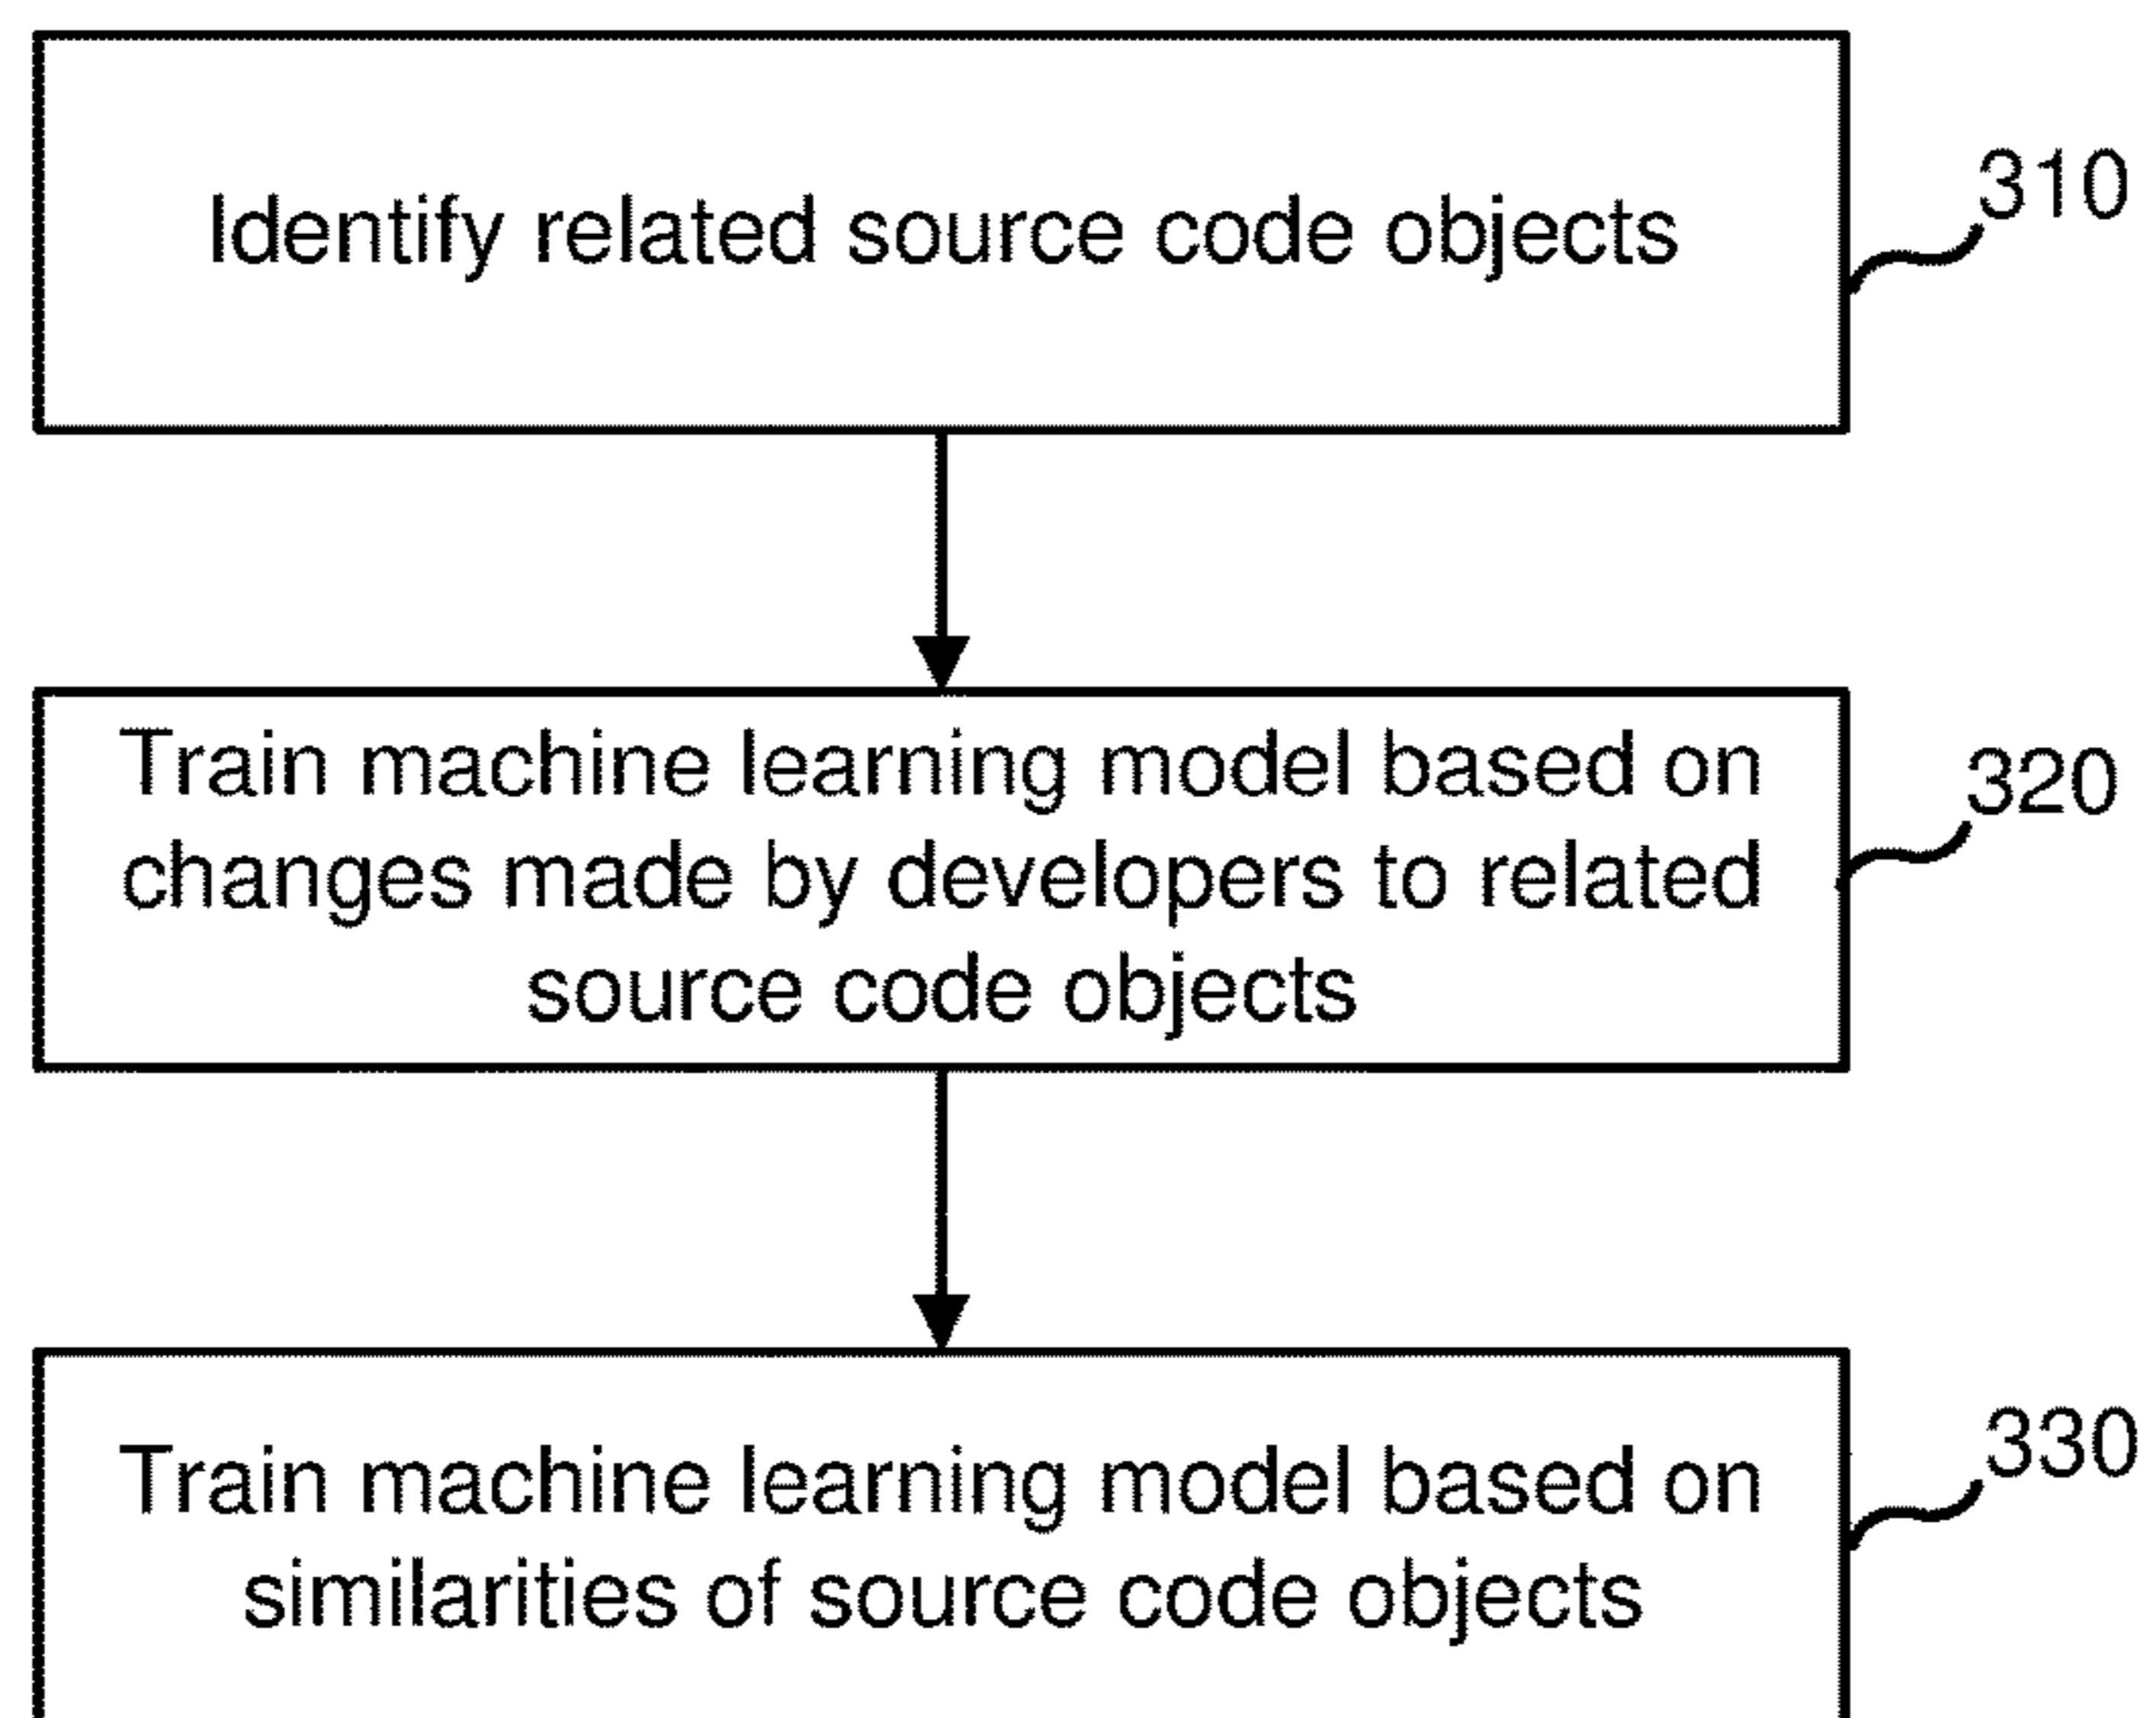 Identify related source code objects
310
Train machine learning model based on
changes made by developers to related
source code objects
320
Train machine learning model based on
similarities of source code objects
330